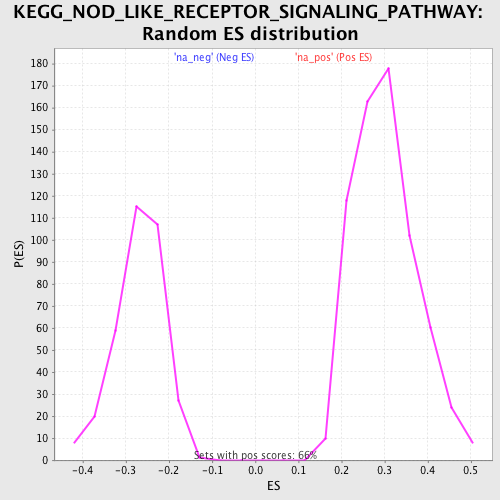 KEGG_NOD_LIKE_RECEPTOR_SIGNALING_PATHWAY:
Random ES distribution
'na_neg' (Neg ES) 'na_pos' (Pos ES)
180
170
160
150
140
130
120
110
100
90
80
70
60
50
40
30
20
10
0
P(ES)
Sets with pos scores: 66%
-0.4 -0.3 -0.2 -0.1 0.0 0.1 0.2 0.3 0.4 0.5
ES